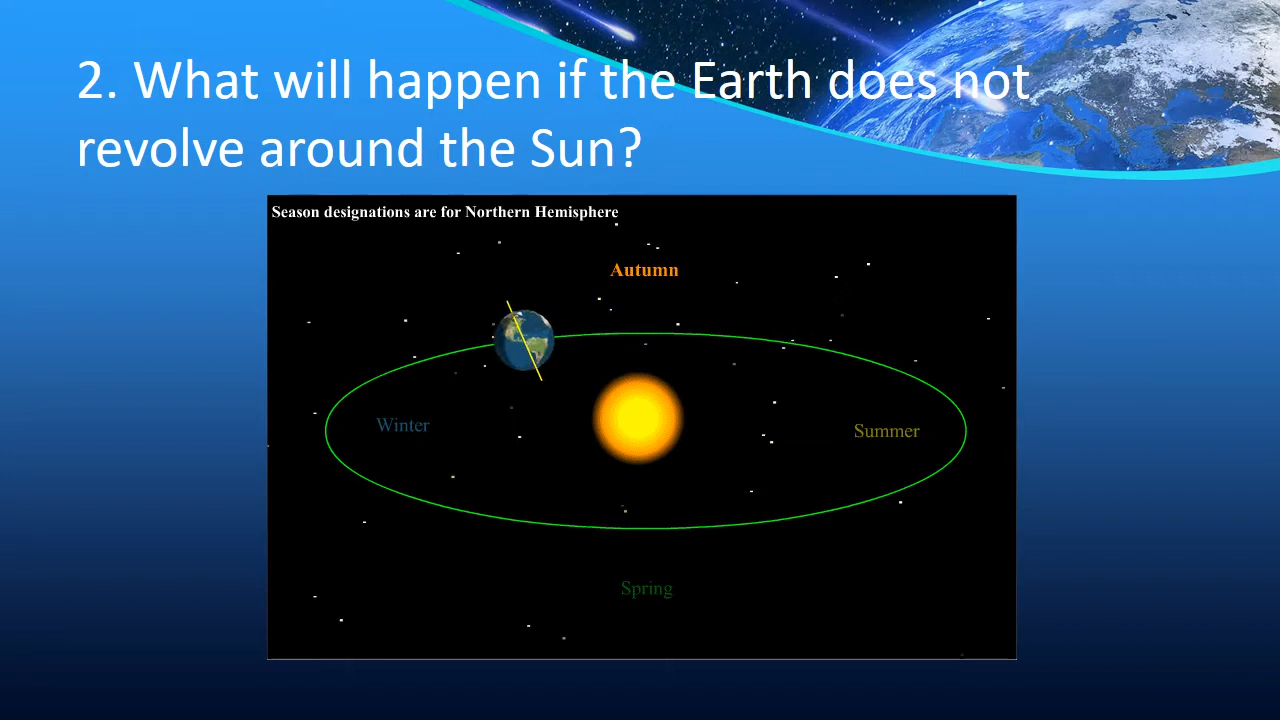 2. What will happen if the Earth does not
revolve around the Sun?
Season designations are for Northern Hemisphere
Autumn
Winter
Summer
Spring